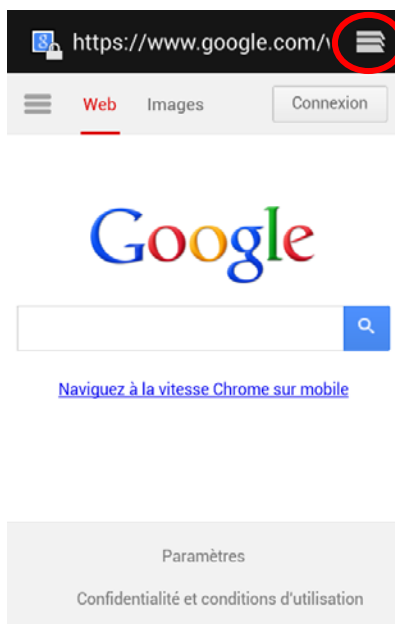 https://www.google.com/
Web Images Connexion
Google
Naviguez à la vitesse Chrome sur mobile
Paramètres
Confidentialité et conditions d'utilisation